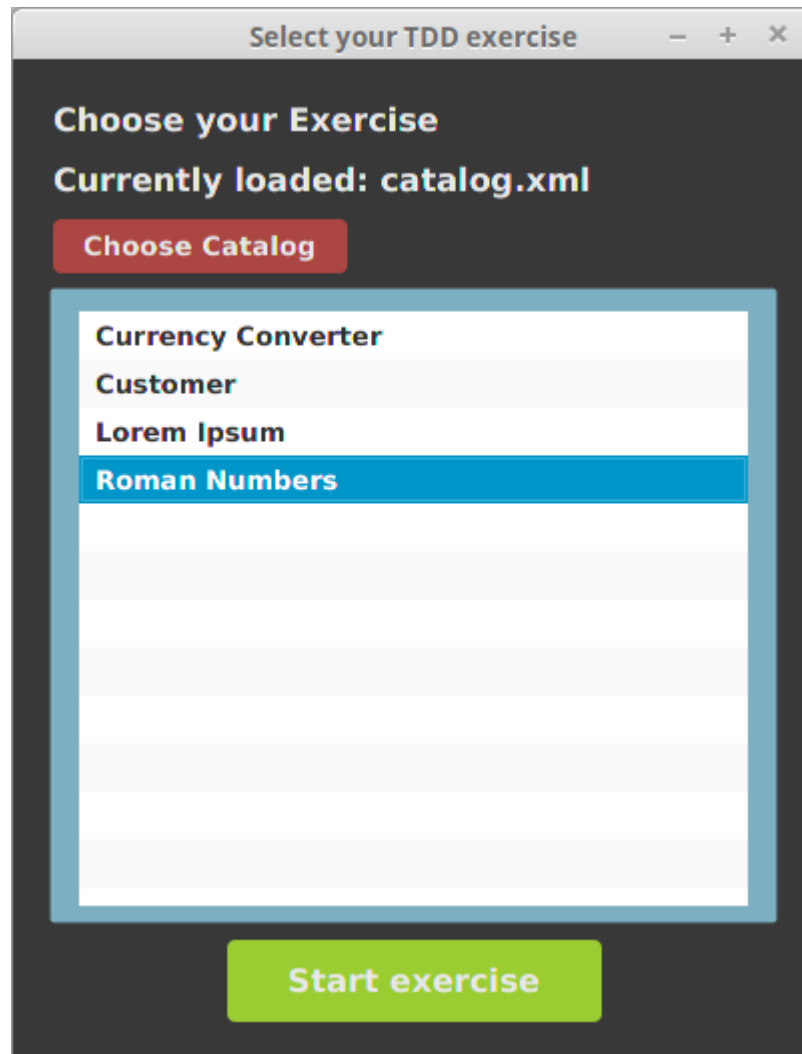 Select your TDD exercise
Choose your Exercise
Currently loaded: catalog.xml
Choose Catalog
Currency Converter
Customer
Lorem Ipsum
Roman Numbers
Start exercise